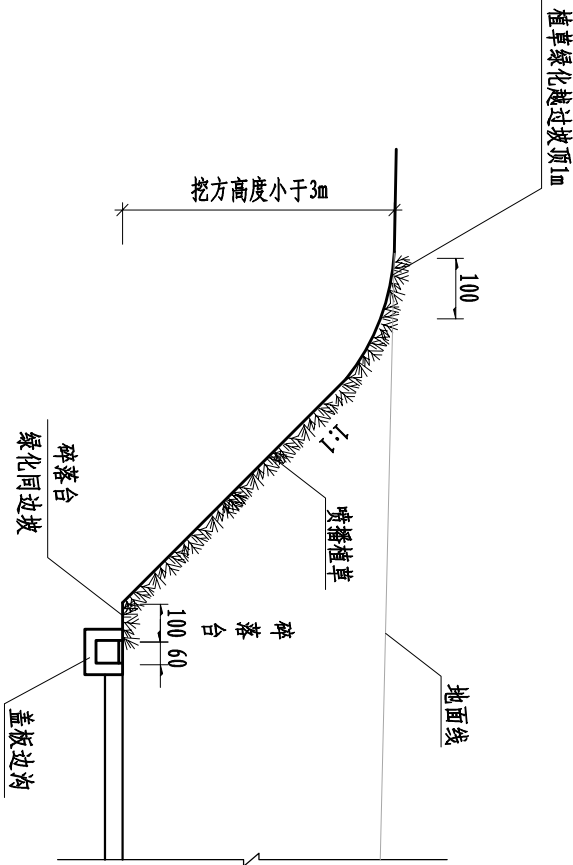 植草绿化越过坡顶1m
挖方高度小于3m
100
1:1
喷播植草
碎落台
绿化同边坡
100
60
碎落台
地面线
盖板边沟